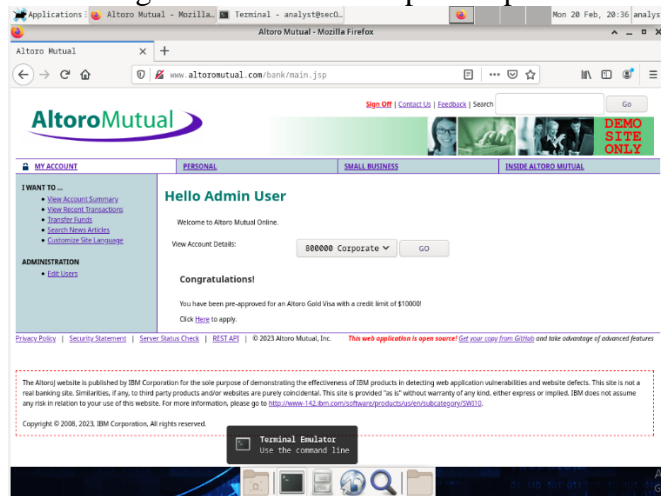 Applications Altoro Mutual - Mozilla... Terminal - analyst@secO... Mon 20 Feb, 20:36 analys
Altoro Mutual - Mozilla Firefox
Altoro Mutual
www.altoromutual.com/bank/main.jsp
Sign Off | Contact Us | Feedback | Search Go
AltoroMutual
DEMO
SITE
ONLY
MY ACCOUNT PERSONAL SMALL BUSINESS INSIDE ALTORO MUTUAL
I WANT TO ...
View Account Summary
View Recent Transactions
Transfer Funds
Search News Articles
Customize Site Language
ADMINISTRATION
Edit Users
Hello Admin User
Welcome to Altoro Mutual Online.
View Account Details: 800000 Corporate GO
Congratulations!
You have been pre-approved for an Altoro Gold Visa with a credit limit of $10000!
Click Here to apply.
Privacy Policy | Security Statement | Server Status Check | REST API | © 2023 Altoro Mutual, Inc. This web application is open source! Get your copy from GitHub and take advantage of advanced features
The AltoroJ website is published by IBM Corporation for the sole purpose of demonstrating the effectiveness of IBM products in detecting web application vulnerabilities and website defects. This site is not a
real banking site. Similarities, if any, to third party products and/or websites are purely coincidental. This site is provided "as is" without warranty of any kind, either express or implied. IBM does not assume
any risk in relation to your use of this website. For more information, please go to http://www-142.ibm.com/software/products/us/en/subcategory/SWI10.
Copyright © 2008, 2023, IBM Corporation, All rights reserved.
Terminal Emulator
Use the command line